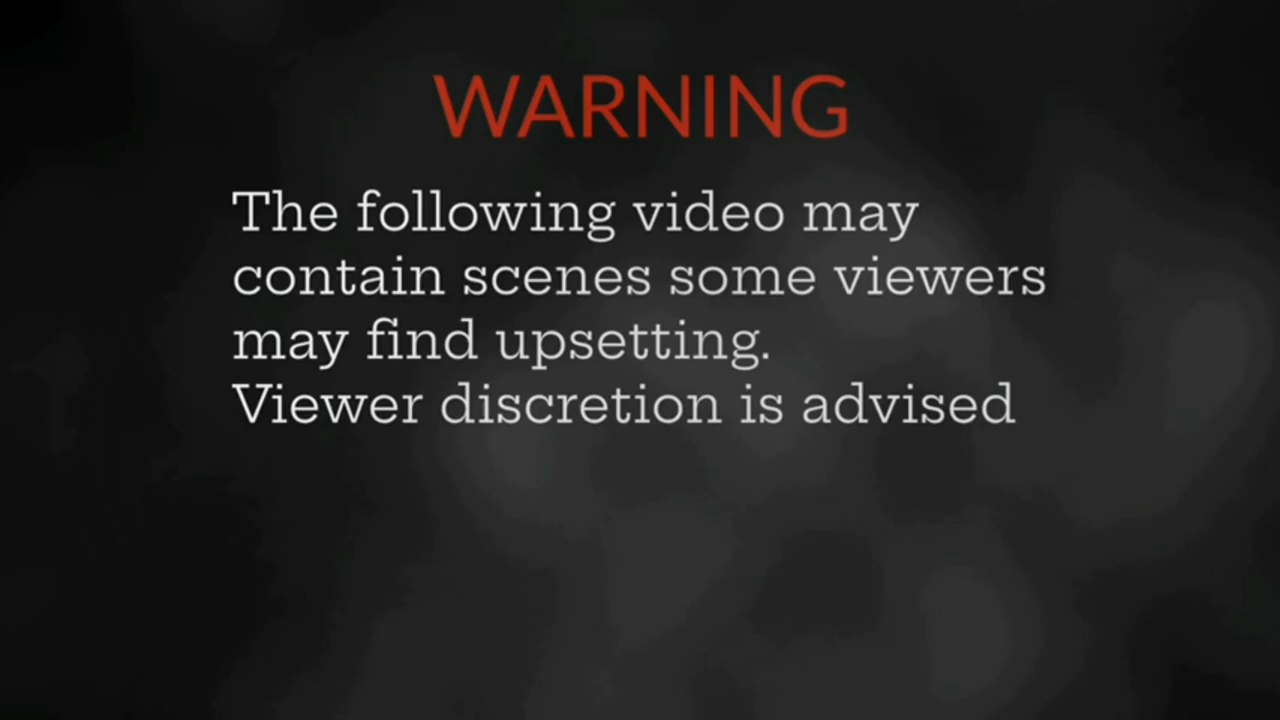 WARNING
The following video may
contain scenes some viewers
may find upsetting.
Viewer discretion is advised